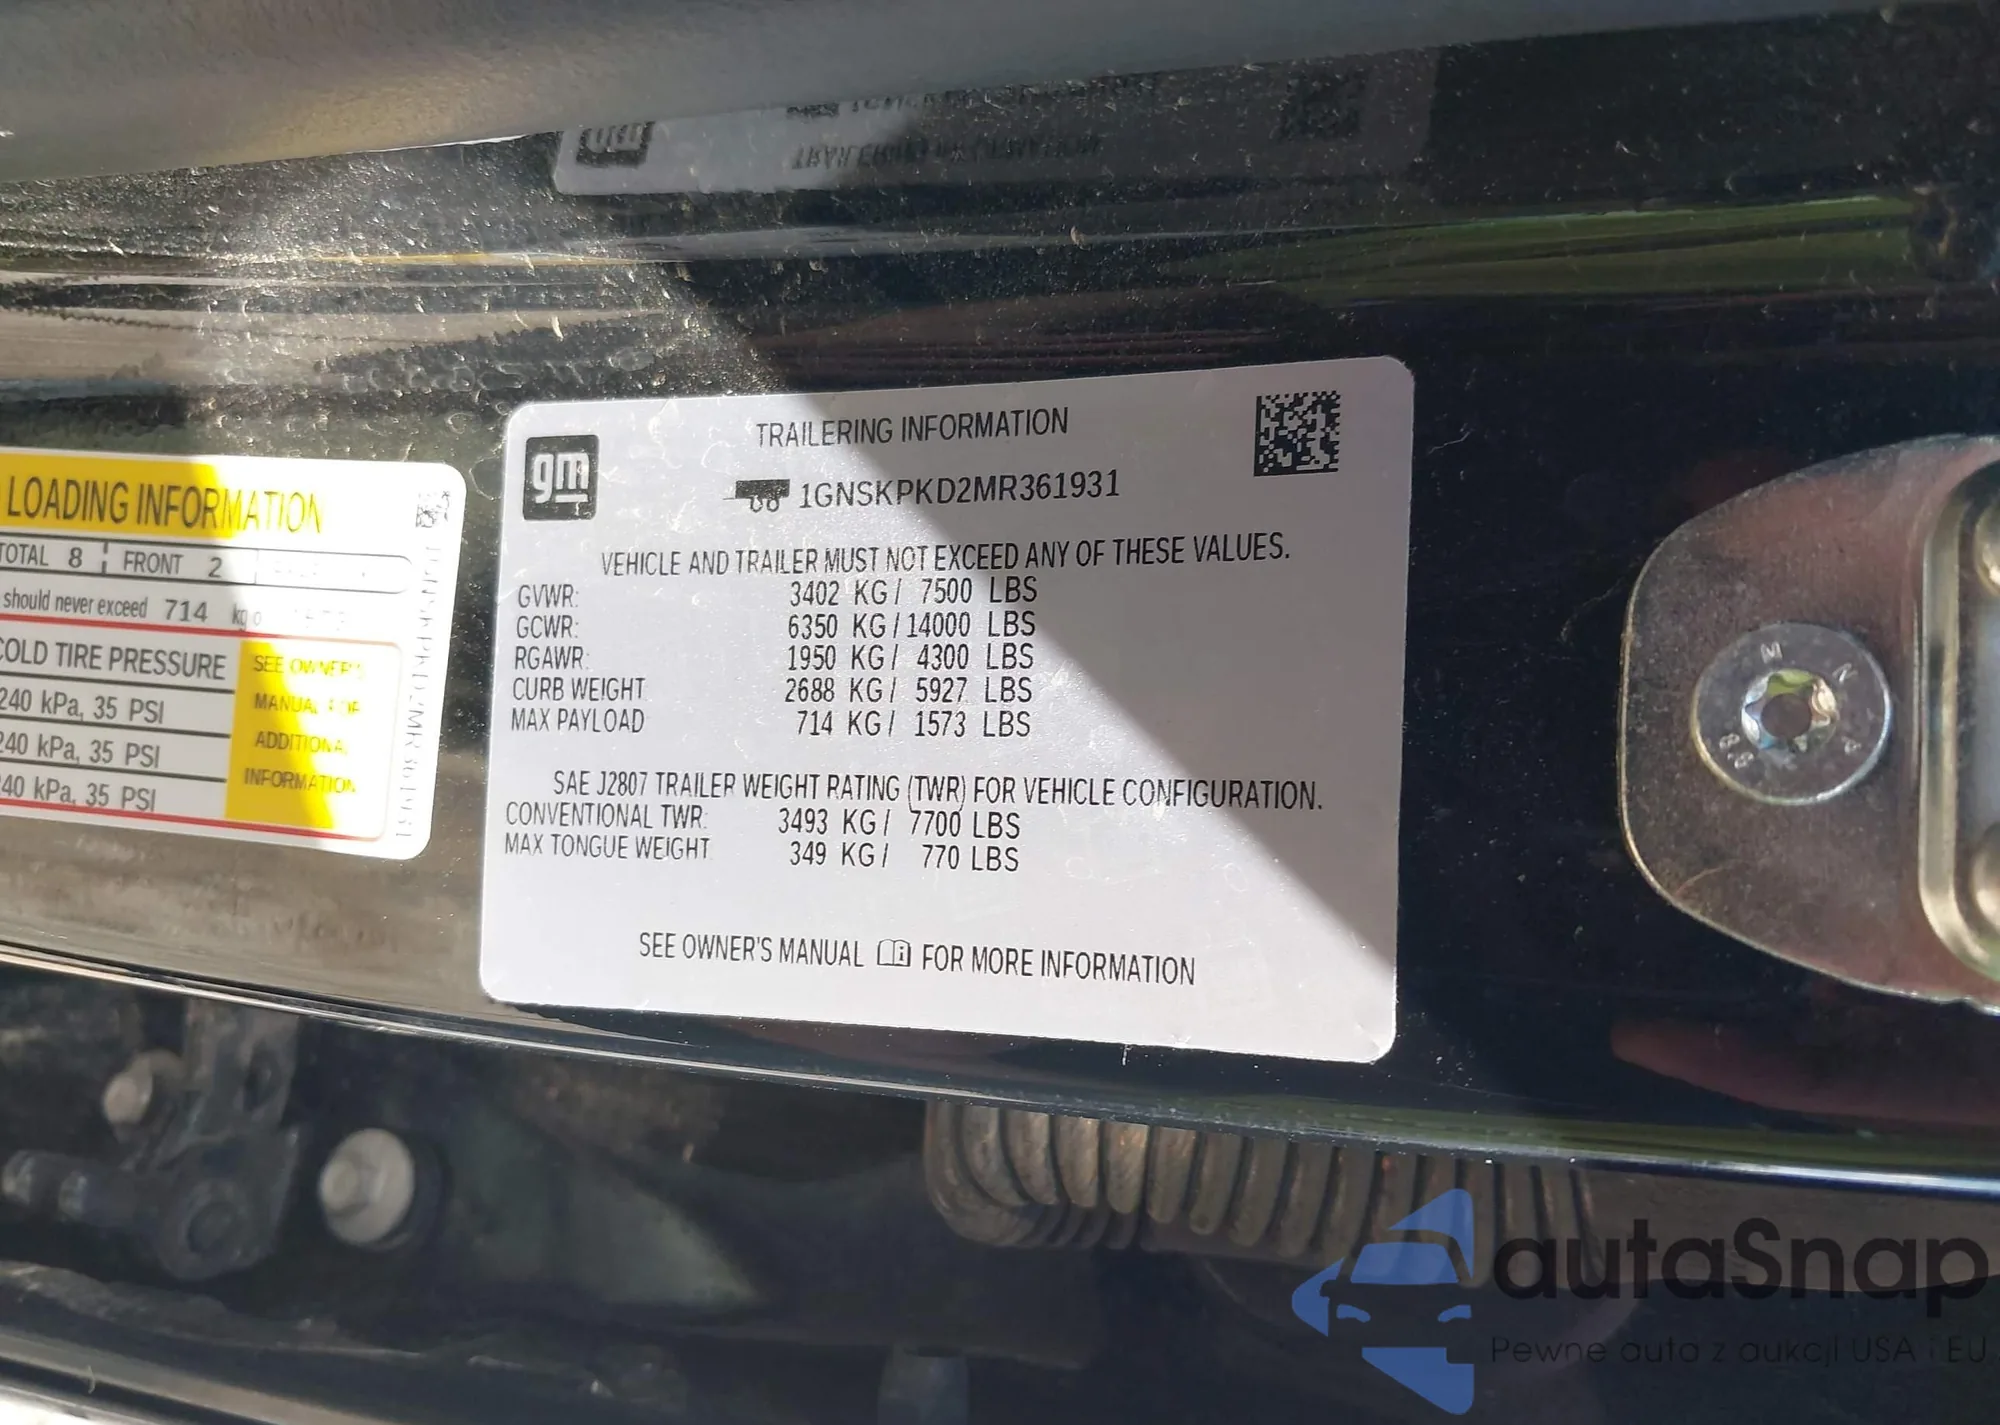 LOADING INFORMATION
TOTAL 8 FRONT 2
should never exceed 714 kg o
COLD TIRE PRESSURE
240 kPa, 35 PSI
240 kPa, 35 PSI
240 kPa, 35 PSI
SEE OWNER'S
MANUAL FOR
ADDITIONAL
INFORMATION
1GNSKPKD2MR361931
gm
TRAILERING INFORMATION
1GNSKPKD2MR361931
VEHICLE AND TRAILER MUST NOT EXCEED ANY OF THESE VALUES.
GVWR: 3402 KG / 7500 LBS
GCWR: 6350 KG / 14000 LBS
RGAWR: 1950 KG / 4300 LBS
CURB WEIGHT 2688 KG / 5927 LBS
MAX PAYLOAD 714 KG / 1573 LBS
SAE J2807 TRAILER WEIGHT RATING (TWR) FOR VEHICLE CONFIGURATION.
CONVENTIONAL TWR: 3493 KG / 7700 LBS
MAX TONGUE WEIGHT 349 KG / 770 LBS
SEE OWNER'S MANUAL FOR MORE INFORMATION
autaSnap
Pewne auta z aukcji USA i EU